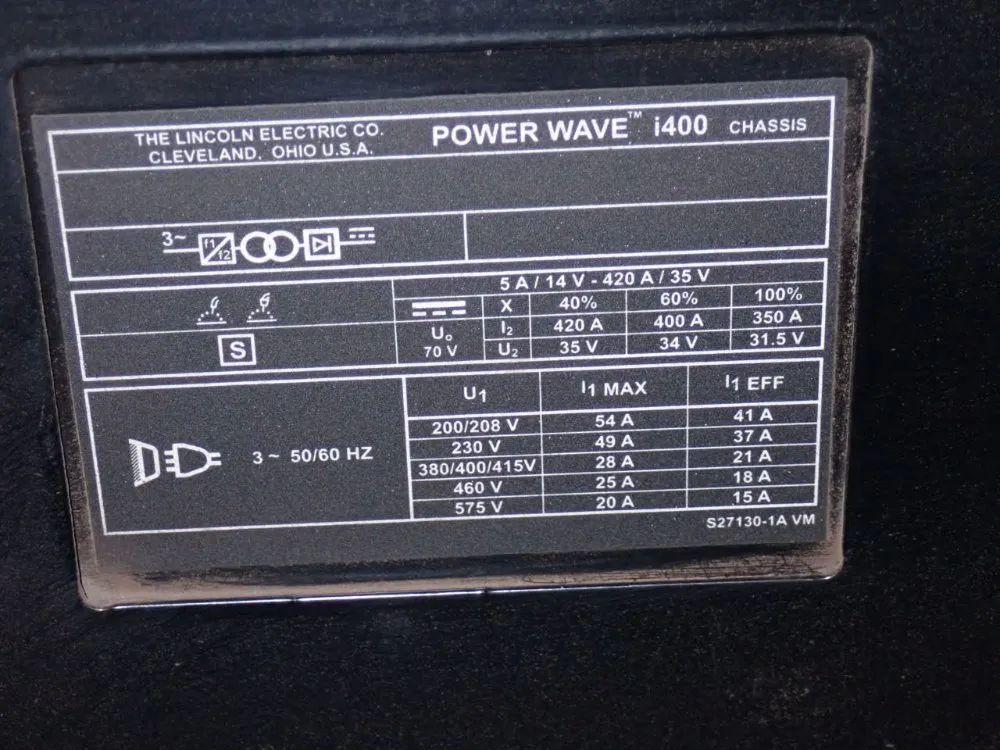 THE LINCOLN ELECTRIC CO.
CLEVELAND, OHIO U.S.A.
POWER WAVE™ i400 CHASSIS
3~ f1 f2
5 A / 14 V - 420 A / 35 V
X 40% 60% 100%
I2 420 A 400 A 350 A
U2 35 V 34 V 31.5 V
Uo
70 V
S
3 ~ 50/60 HZ
U1 I1 MAX I1 EFF
200/208 V 54 A 41 A
230 V 49 A 37 A
380/400/415V 28 A 21 A
460 V 25 A 18 A
575 V 20 A 15 A
S27130-1A VM